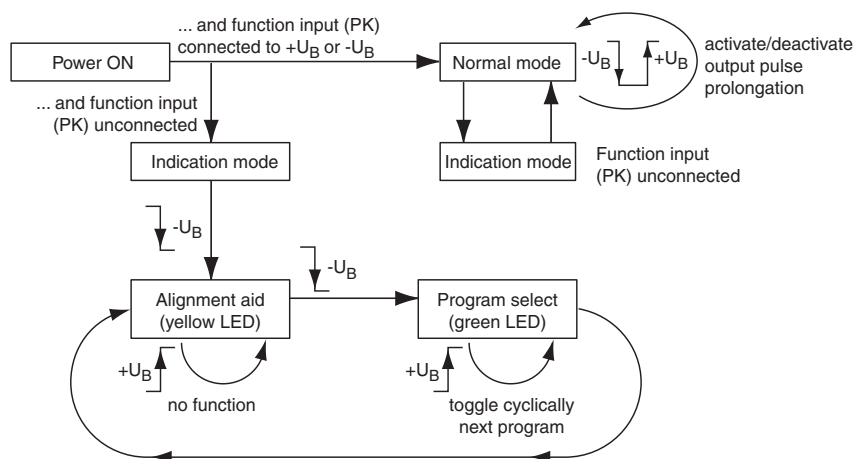 ... and function input (PK)
connected to +UB or -UB
Power ON
Normal mode
-UB
+UB
activate/deactivate
output pulse
prolongation
... and function input
(PK) unconnected
Indication mode
Indication mode
Function input
(PK) unconnected
-UB
-UB
Alignment aid
(yellow LED)
Program select
(green LED)
+UB
no function
+UB
toggle cyclically
next program